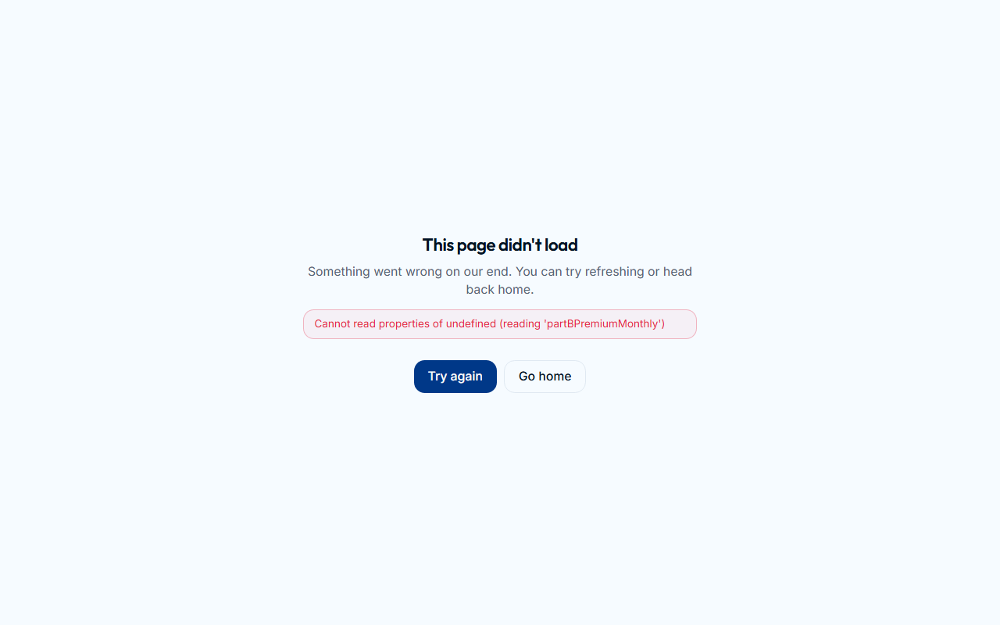 This page didn't load
Something went wrong on our end. You can try refreshing or head
back home.
Cannot read properties of undefined (reading 'partBPremiumMonthly')
Try again
Go home